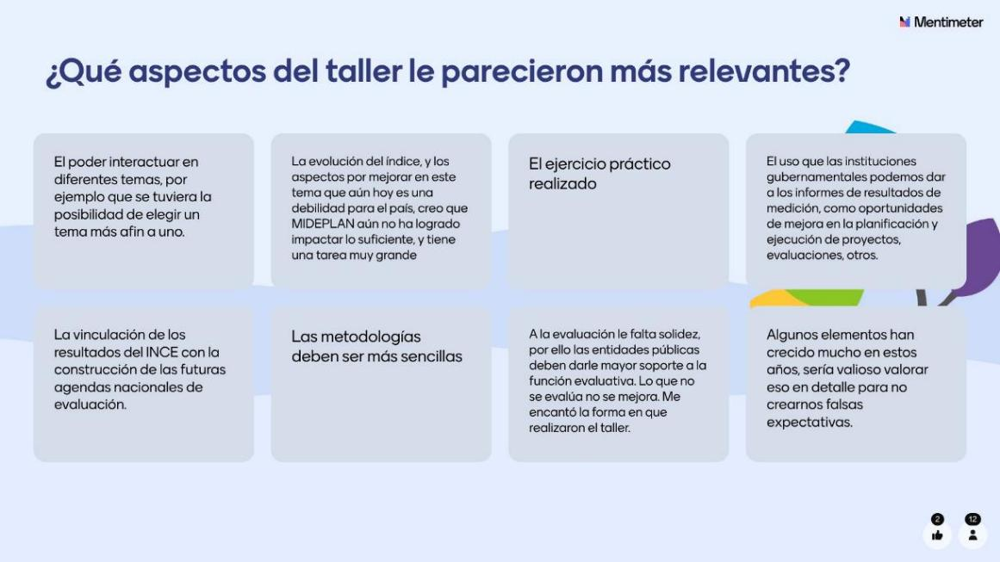 Mentimeter
¿Qué aspectos del taller le parecieron más relevantes?
El poder interactuar en
diferentes temas, por
ejemplo que se tuviera la
posibilidad de elegir un
tema más afin a uno.
La evolución del índice, y los
aspectos por mejorar en este
tema que aún hoy es una
debilidad para el país, creo que
MIDEPLAN aún no ha logrado
impactar lo suficiente, y tiene
una tarea muy grande
El ejercicio práctico
realizado
El uso que las instituciones
gubernamentales podemos dar
a los informes de resultados de
medición, como oportunidades
de mejora en la planificación y
ejecución de proyectos,
evaluaciones, otros.
La vinculación de los
resultados del INCE con la
construcción de las futuras
agendas nacionales de
evaluación.
Las metodologías
deben ser más sencillas
A la evaluación le falta solidez,
por ello las entidades públicas
deben darle mayor soporte a la
función evaluativa. Lo que no
se evalúa no se mejora. Me
encantó la forma en que
realizaron el taller.
Algunos elementos han
crecido mucho en estos
años, sería valioso valorar
eso en detalle para no
crearnos falsas
expectativas.
2
12